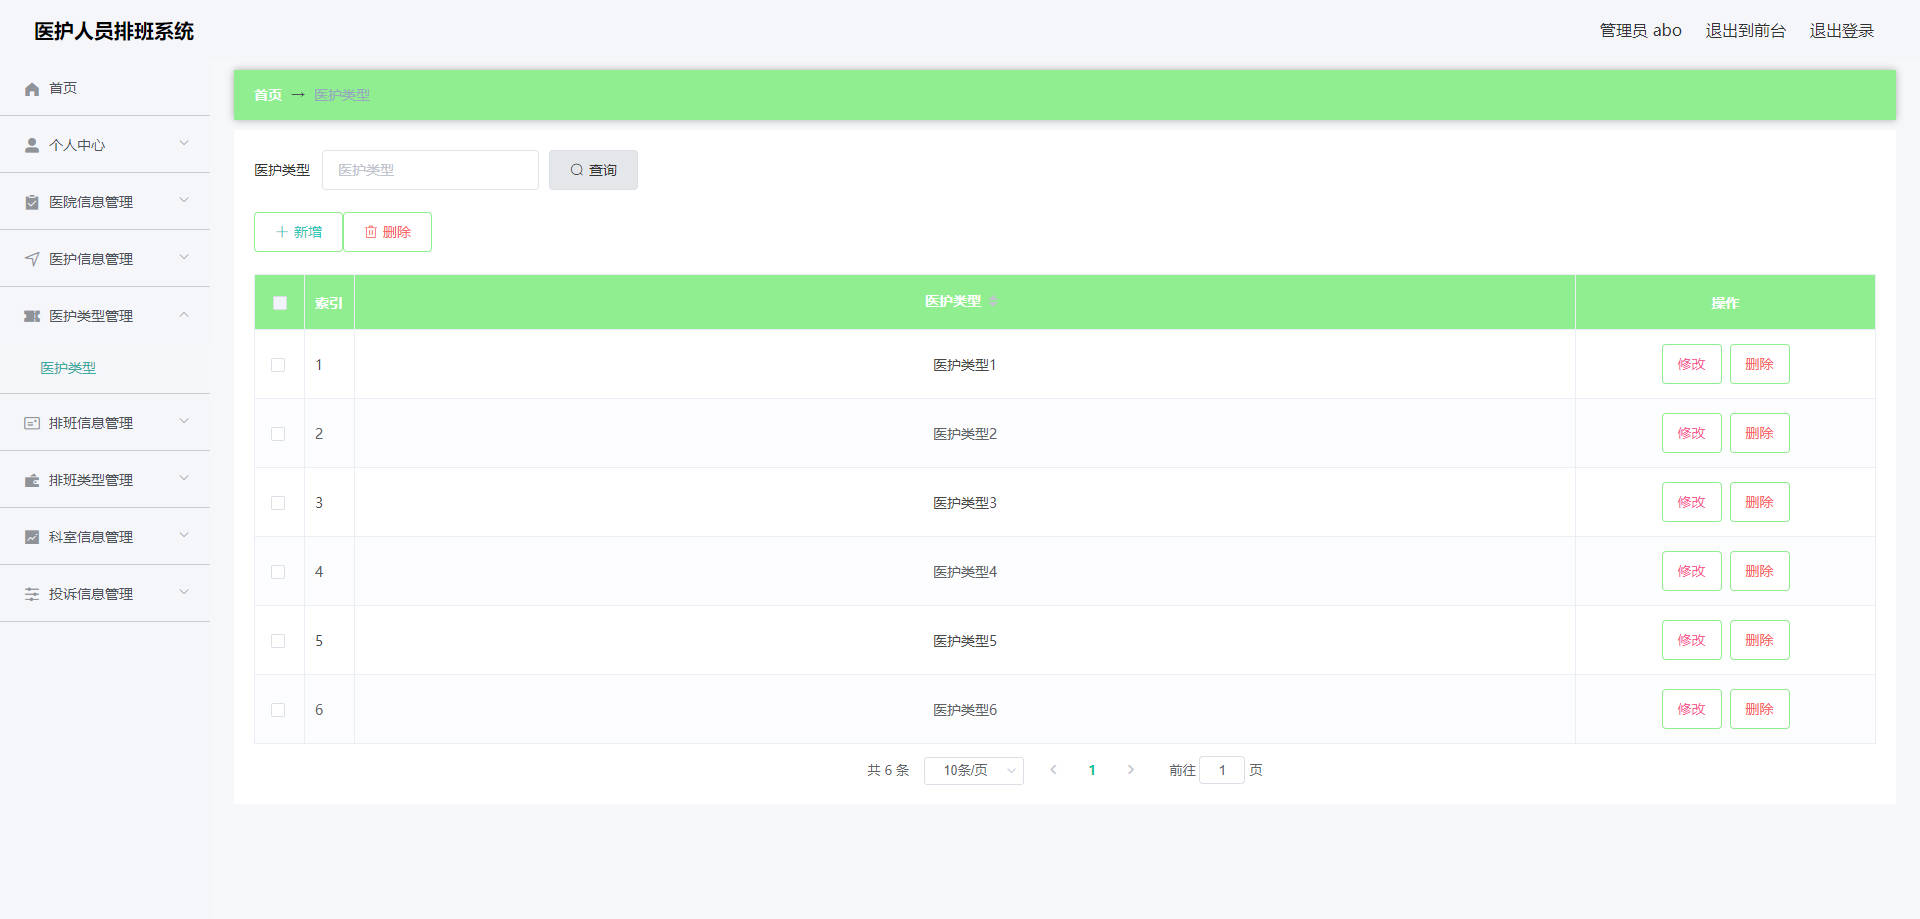 医护人员排班系统
管理员 abo 退出到前台 退出登录
首页
个人中心
医院信息管理
医护信息管理
医护类型管理
医护类型
排班信息管理
排班类型管理
科室信息管理
投诉信息管理
首页 → 医护类型
医护类型 医护类型 查询
新增 删除
索引 医护类型 操作
1 医护类型1 修改 删除
2 医护类型2 修改 删除
3 医护类型3 修改 删除
4 医护类型4 修改 删除
5 医护类型5 修改 删除
6 医护类型6 修改 删除
共 6 条 10条/页 1 前往 1 页